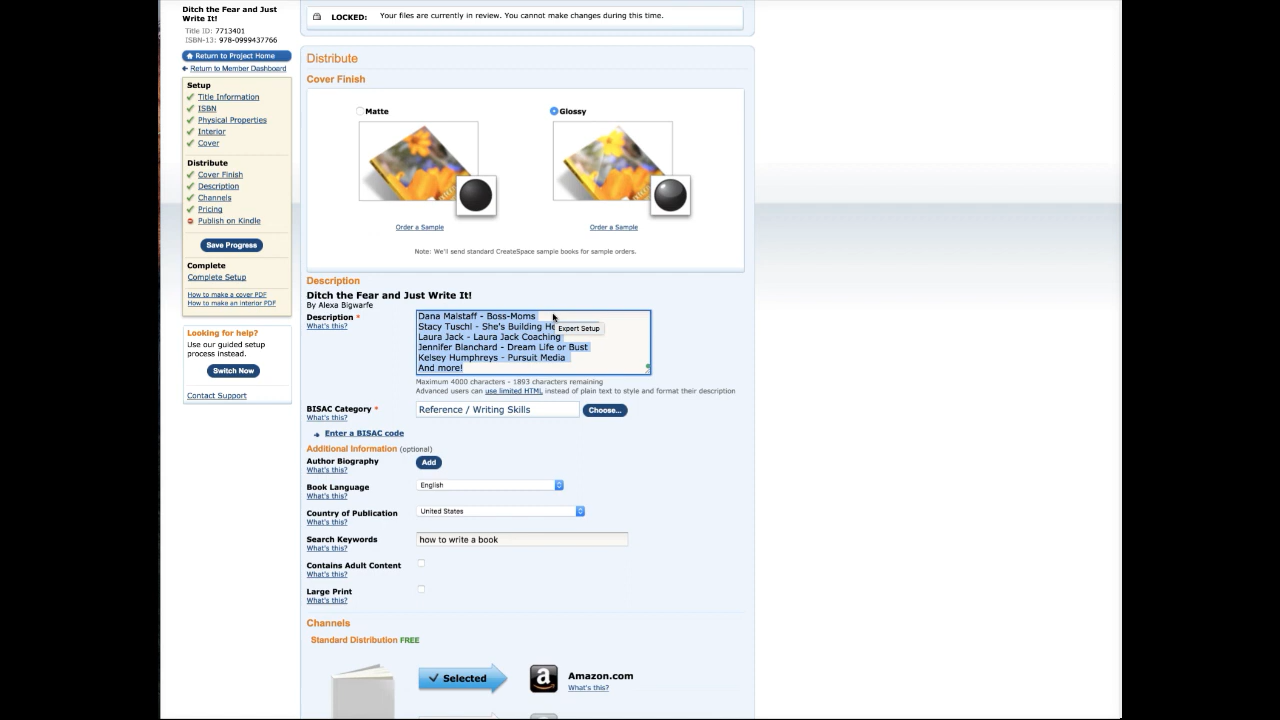 Ditch the Fear and Just
Write It!
Title ID: 7713401
ISBN-13: 978-0999437766
Return to Project Home
Return to Member Dashboard
Setup
Title Information
ISBN
Physical Properties
Interior
Cover
Distribute
Cover Finish
Description
Channels
Pricing
Publish on Kindle
Save Progress
Complete
Complete Setup
How to make a cover PDF
How to make an interior PDF
Looking for help?
Use our guided setup
process instead.
Switch Now
Contact Support
LOCKED: Your files are currently in review. You cannot make changes during this time.
Distribute
Cover Finish
Matte
Glossy
Order a Sample
Order a Sample
Note: We'll send standard CreateSpace sample books for sample orders.
Description
Ditch the Fear and Just Write It!
By Alexa Bigwarfe
Description *
What's this?
Dana Malstaff - Boss-Moms
Stacy Tuschl - She's Building He
Expert Setup
Laura Jack - Laura Jack Coaching
Jennifer Blanchard - Dream Life or Bust
Kelsey Humphreys - Pursuit Media
And more!
Maximum 4000 characters - 1893 characters remaining
Advanced users can use limited HTML instead of plain text to style and format their description
BISAC Category *
What's this?
Reference / Writing Skills
Choose...
Enter a BISAC code
Additional Information (optional)
Author Biography
What's this?
Add
Book Language
What's this?
English
Country of Publication
What's this?
United States
Search Keywords
What's this?
how to write a book
Contains Adult Content
What's this?
Large Print
What's this?
Channels
Standard Distribution FREE
Selected
Amazon.com
What's this?